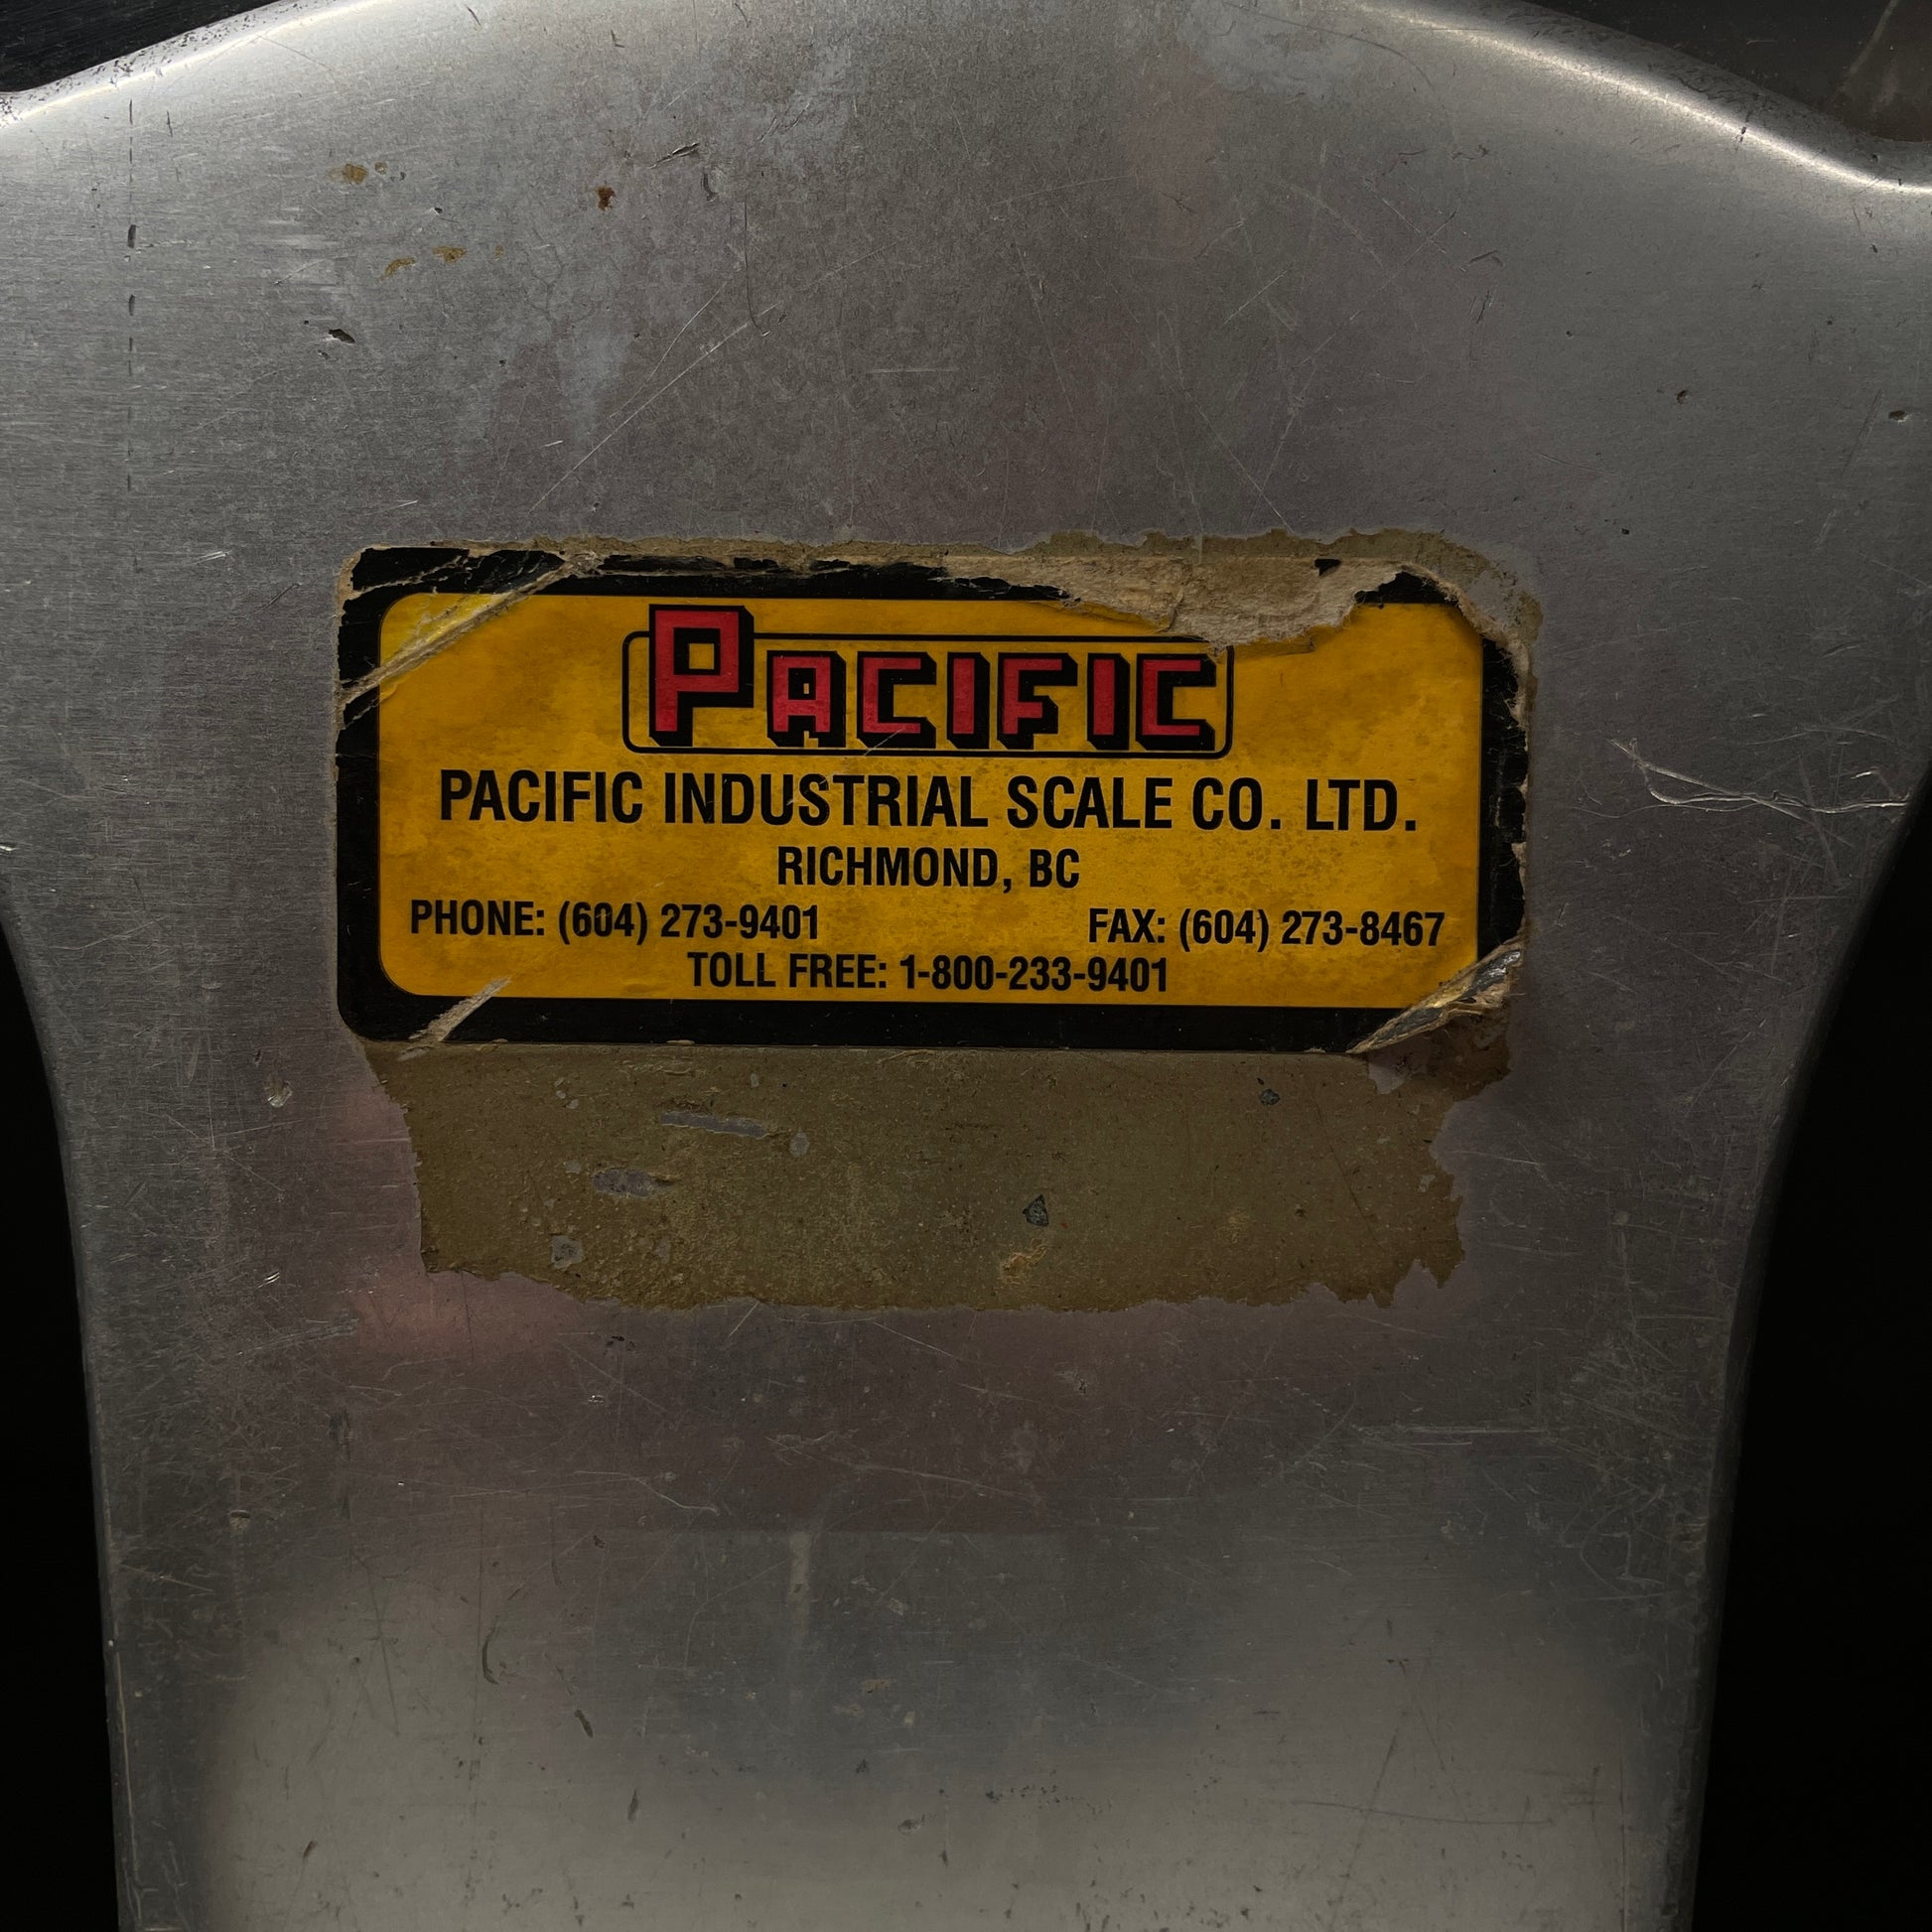 PACIFIC
PACIFIC INDUSTRIAL SCALE CO. LTD.
RICHMOND, BC
PHONE: (604) 273-9401 FAX: (604) 273-8467
TOLL FREE: 1-800-233-9401